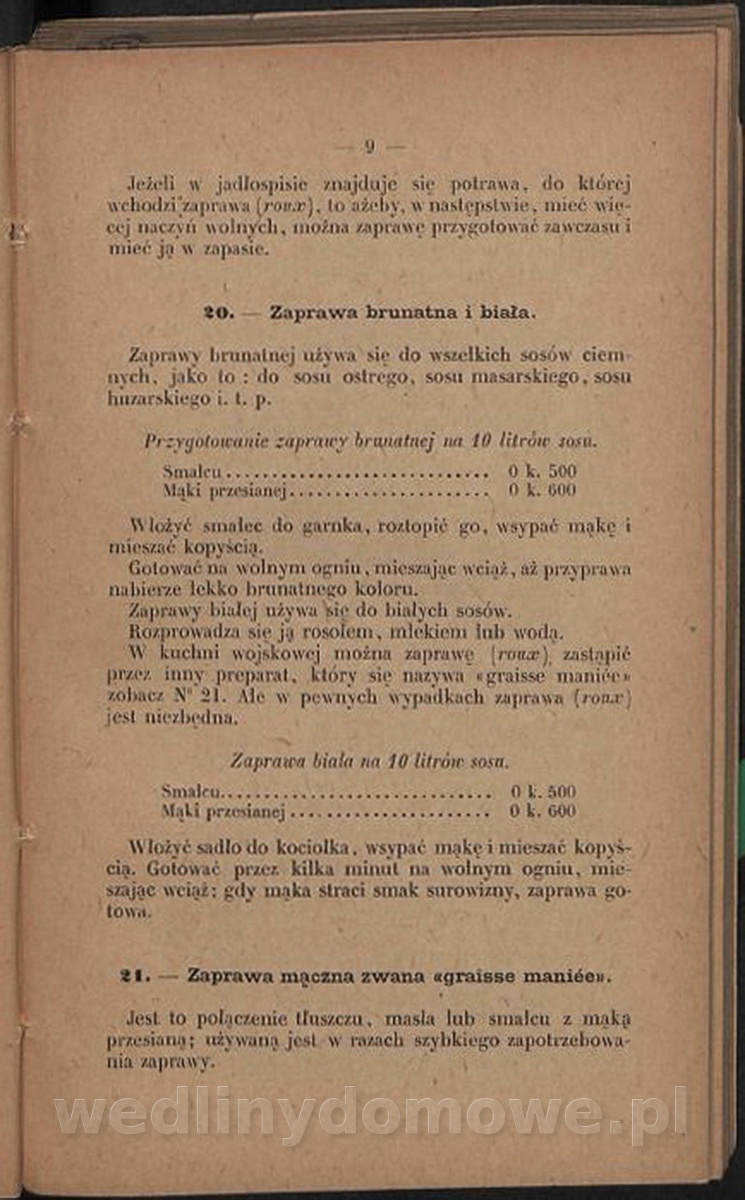 — 9 —
Jeżeli w jadłospisie znajduje się potrawa, do której
wchodzi zaprawa (roux), to ażeby, w następstwie, mieć wię-
cej naczyń wolnych, można zaprawę przygotować zawczasu i
mieć ją w zapasie.
20. — Zaprawa brunatna i biała.
Zaprawy brunatnej używa się do wszelkich sosów ciem-
nych, jako to : do sosu ostrego, sosu masarskiego, sosu
huzarskiego i. t. p.
Przygotowanie zaprawy brunatnej na 10 litrów sosu.
Smalcu............................. 0 k. 500
Mąki przesianej...................... 0 k. 600
Włożyć smalec do garnka, roztopić go, wsypać mąkę i
mieszać kopyścią.
Gotować na wolnym ogniu, mieszając wciąż, aż przyprawa
nabierze lekko brunatnego koloru.
Zaprawy białej używa się do białych sosów.
Rozprowadza się ją rosołem, mlekiem lub wodą.
W kuchni wojskowej można zaprawę (roux), zastąpić
przez inny preparat, który się nazywa «graisse maniée»
zobacz N° 21. Ale w pewnych wypadkach zaprawa (roux)
jest niezbędna.
Zaprawa biała na 10 litrów sosu.
Smalcu.............................. 0 k. 500
Mąki przesianej...................... 0 k. 600
Włożyć sadło do kociołka, wsypać mąkę i mieszać kopyś-
cią. Gotować przez kilka minut na wolnym ogniu, mie-
szając wciąż; gdy mąka straci smak surowizny, zaprawa go-
towa.
21. — Zaprawa mączna zwana «graisse maniée».
Jest to połączenie tłuszczu, masla lub smalcu z mąką
przesianą; używaną jest w razach szybkiego zapotrzebowa-
nia zaprawy.
wedlinydomowe.pl